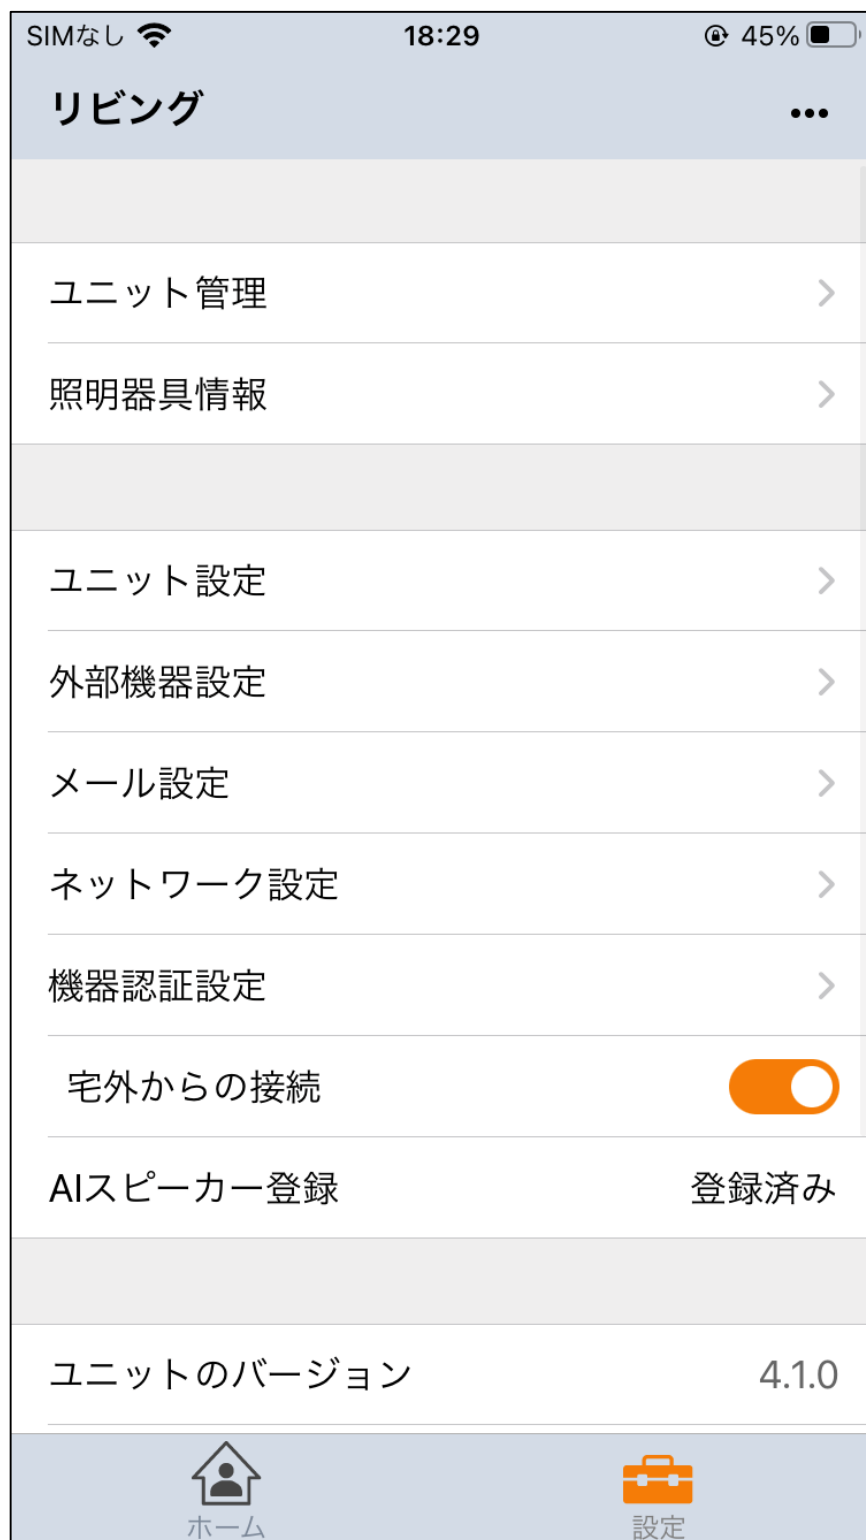 SIMなし 18:29 45%
リビング
ユニット管理
照明器具情報
ユニット設定
外部機器設定
メール設定
ネットワーク設定
機器認証設定
宅外からの接続
AIスピーカー登録 登録済み
ユニットのバージョン 4.1.0
ホーム 設定